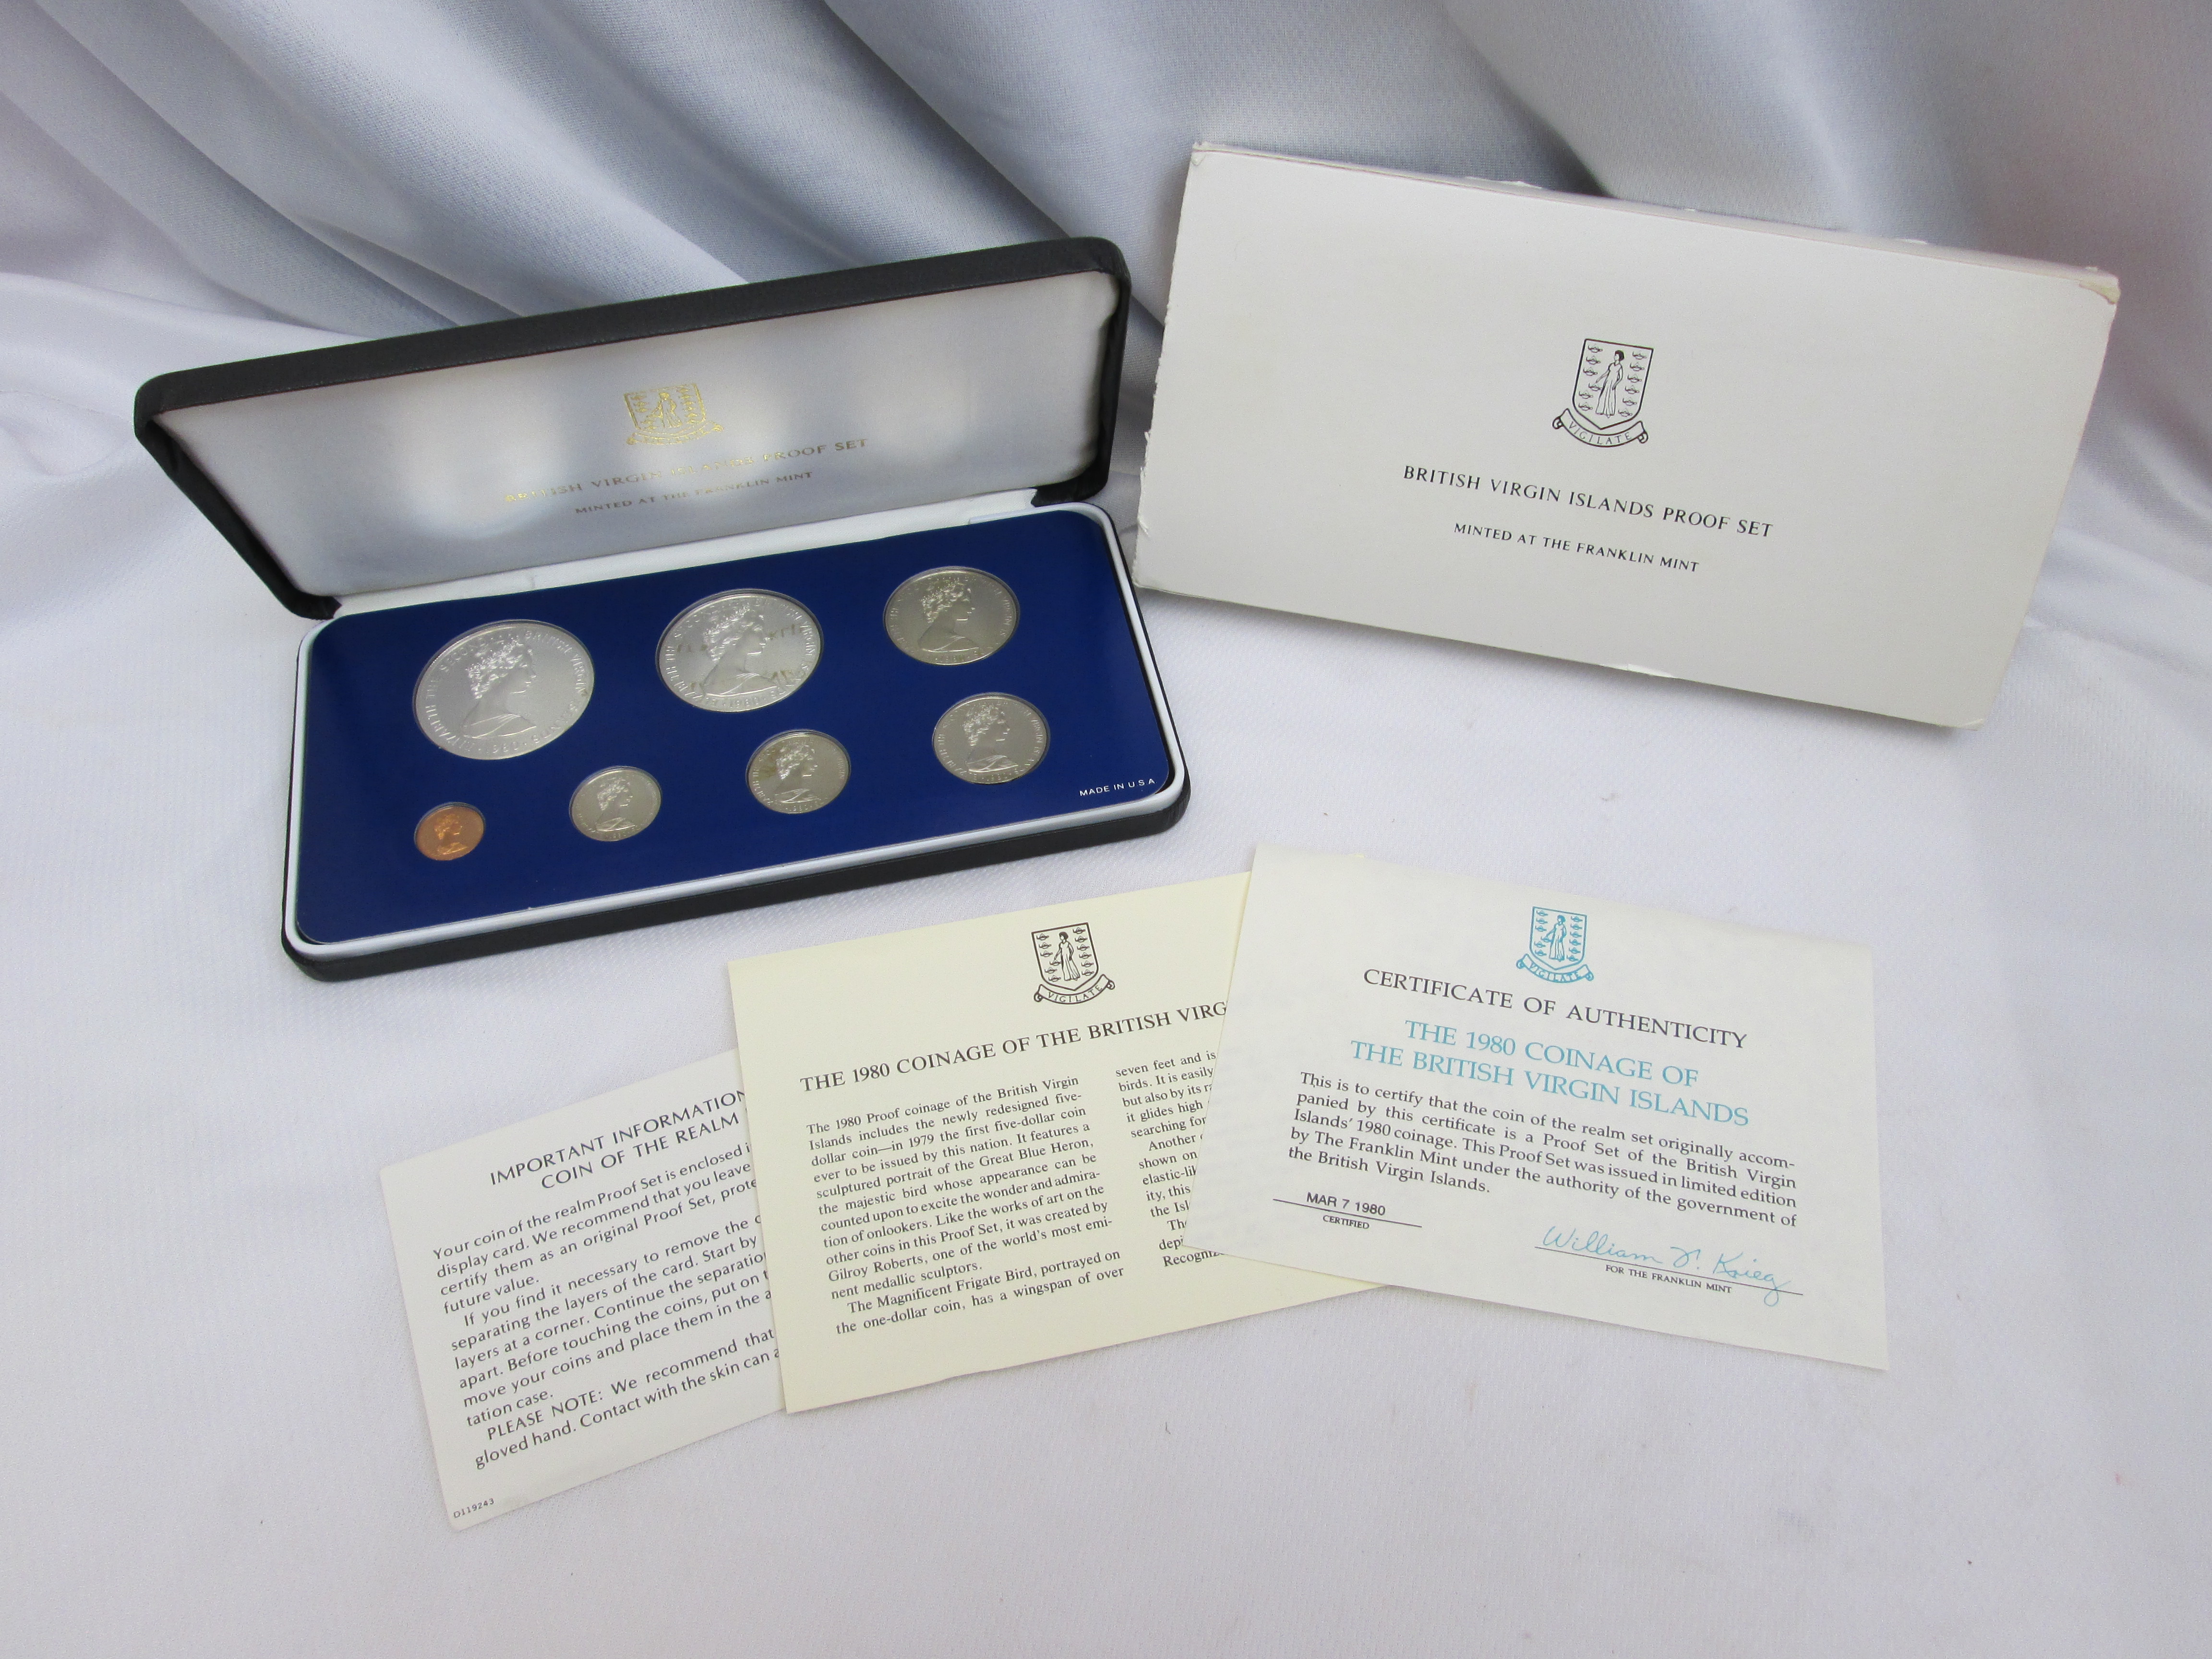 BRITISH VIRGIN ISLANDS PROOF SET
MINTED AT THE FRANKLIN MINT
MADE IN U S A
VIGILATE
BRITISH VIRGIN ISLANDS PROOF SET
MINTED AT THE FRANKLIN MINT
IMPORTANT INFORMATION
COIN OF THE REALM
Your coin of the realm Proof Set is enclosed
display card. We recommend that you leave
certify them as an original Proof Set,
future value.
If you find it necessary to remove the
separating the layers of the card. Start by
layers at a corner. Continue the
apart. Before touching the coins, put on
move your coins and place them in the
tation case.
PLEASE NOTE: We recommend that
gloved hand. Contact with the skin can
D119243
VIGILATE
THE 1980 COINAGE OF THE BRITISH VIRG
The 1980 Proof coinage of the British Virgin
Islands includes the newly redesigned five-
dollar coin—in 1979 the first five-dollar coin
ever to be issued by this nation. It features a
sculptured portrait of the Great Blue Heron,
the majestic bird whose appearance can be
counted upon to excite the wonder and admira-
tion of onlookers. Like the works of art on the
other coins in this Proof Set, it was created by
Gilroy Roberts, one of the world's most emi-
nent medallic sculptors.
The Magnificent Frigate Bird, portrayed on
the one-dollar coin, has a wingspan of over
seven feet and is
birds. It is easily
but also by its
it glides high
searching for
Another
shown on
elastic-lik
ity, this
the Isl
Th
depi
Recogni
VIGILATE
CERTIFICATE OF AUTHENTICITY
THE 1980 COINAGE OF
THE BRITISH VIRGIN ISLANDS
This is to certify that the coin of the realm set originally accom-
panied by this certificate is a Proof Set of the British Virgin
Islands' 1980 coinage. This Proof Set was issued in limited edition
by The Franklin Mint under the authority of the government of
the British Virgin Islands.
MAR 7 1980
CERTIFIED
William F. Krieg
FOR THE FRANKLIN MINT